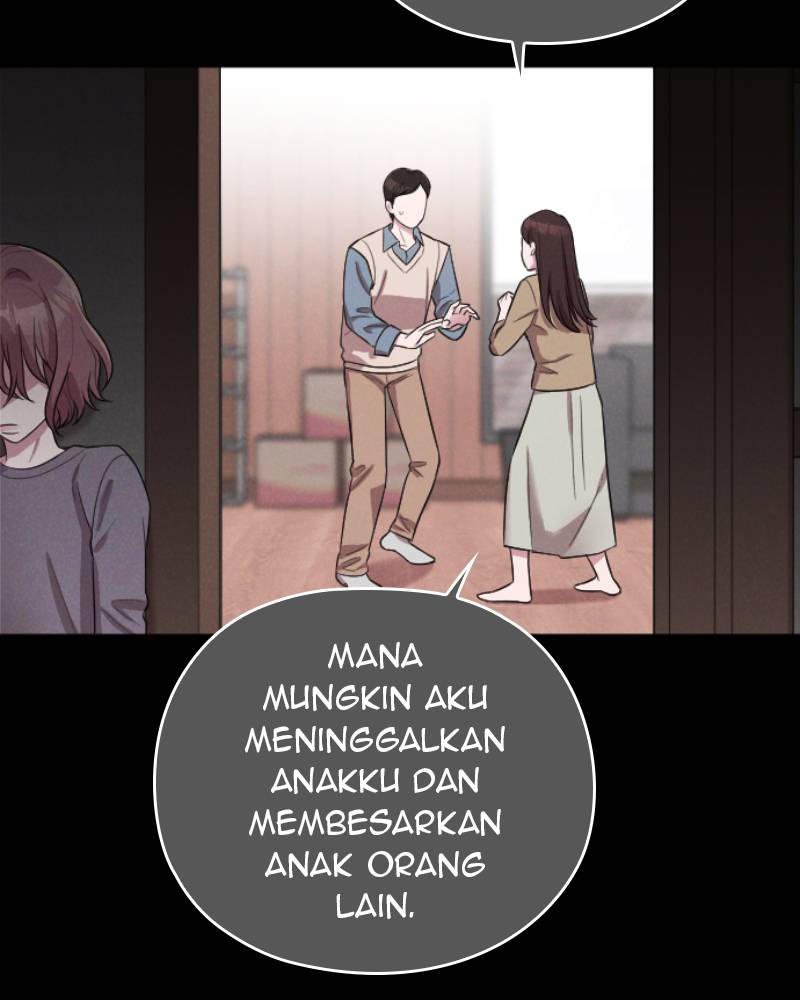 MANA
MUNGKIN AKU
MENINGGALKAN
ANAKKU DAN
MEMBESARKAN
ANAK ORANG
LAIN.